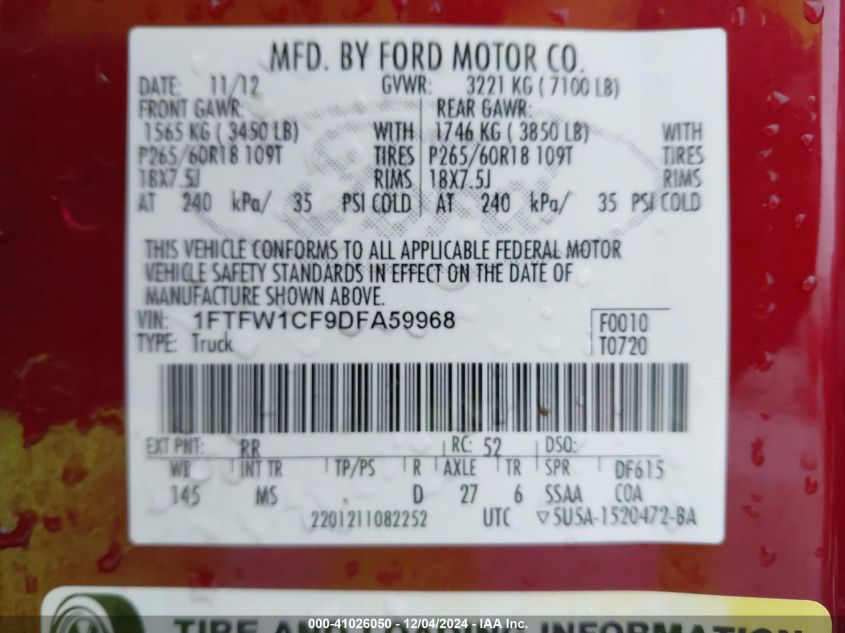 MFD. BY FORD MOTOR CO.
DATE: 11/12 GVWR: 3221 KG ( 7100 LB)
FRONT GAWR: REAR GAWR:
1565 KG ( 3450 LB) WITH 1746 KG ( 3850 LB) WITH
P265/60R18 109T TIRES P265/60R18 109T TIRES
18X7.5J RIMS 18X7.5J RIMS
AT 240 kPa/ 35 PSI COLD AT 240 kPa/ 35 PSI COLD
THIS VEHICLE CONFORMS TO ALL APPLICABLE FEDERAL MOTOR
VEHICLE SAFETY STANDARDS IN EFFECT ON THE DATE OF
MANUFACTURE SHOWN ABOVE.
VIN: 1FTFW1CF9DFA59968 F0010
TYPE: Truck T0720
EXT PNT: RR RC: 52 DSO:
WB INT TR TP/PS R AXLE TR SPR DF615
145 MS D 27 6 SSAA COA
2201211082252 UTC ▽5U5A-1520472-BA
TIRE AND LOADING INFORMATION
000-41026050 - 12/04/2024 - IAA Inc.